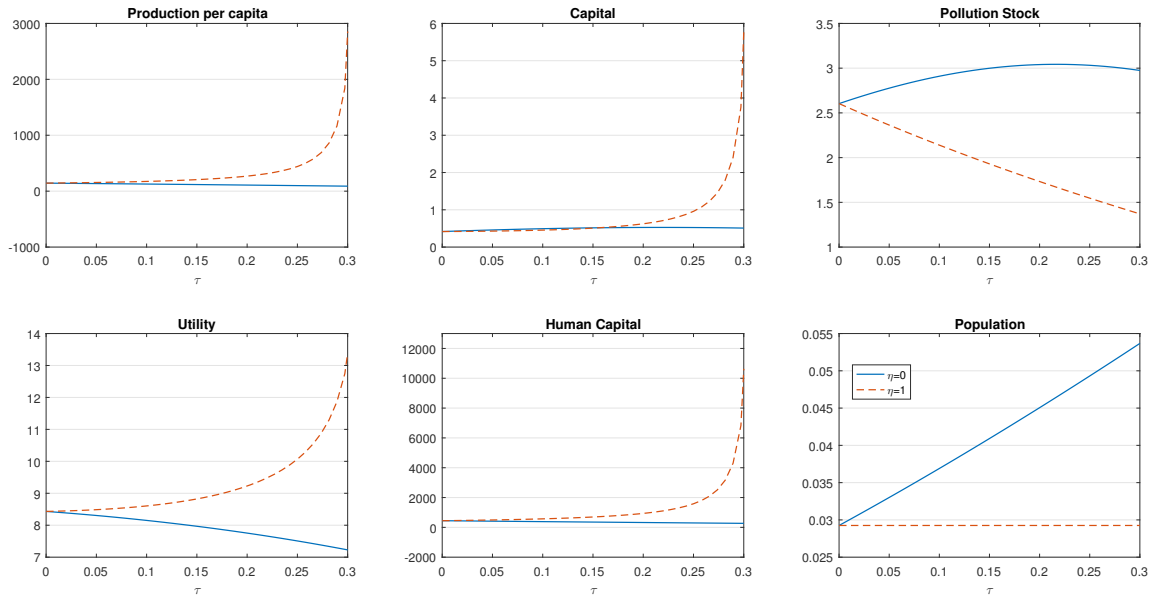 Production per capita
3000
2000
1000
0
-1000
0 0.05 0.1 0.15 0.2 0.25 0.3
τ
Capital
6
5
4
3
2
1
0
0 0.05 0.1 0.15 0.2 0.25 0.3
τ
Pollution Stock
3.5
3
2.5
2
1.5
1
0 0.05 0.1 0.15 0.2 0.25 0.3
τ
Utility
14
13
12
11
10
9
8
7
0 0.05 0.1 0.15 0.2 0.25 0.3
τ
Human Capital
12000
10000
8000
6000
4000
2000
0
-2000
0 0.05 0.1 0.15 0.2 0.25 0.3
τ
Population
0.055
0.05
0.045
0.04
0.035
0.03
0.025
η=0
η=1
0 0.05 0.1 0.15 0.2 0.25 0.3
τ